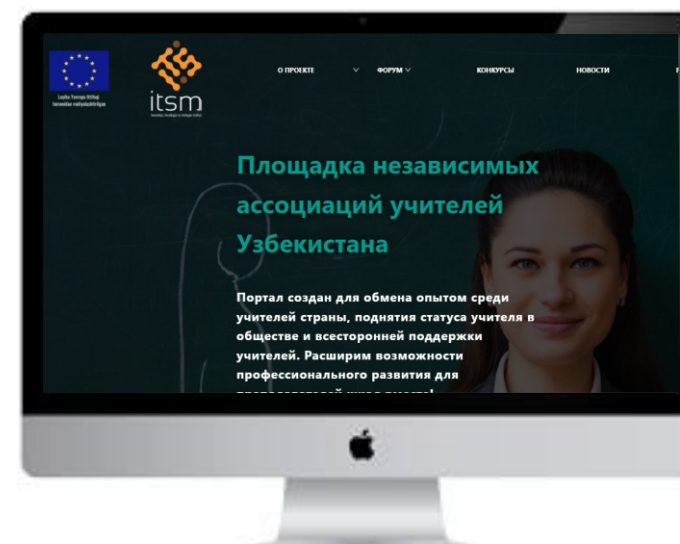 О ПРОЕКТЕ
ФОРУМ
КОНКУРСЫ
НОВОСТИ
itsm
Площадка независимых
ассоциаций учителей
Узбекистана
Портал создан для обмена опытом среди
учителей страны, поднятия статуса учителя в
обществе и всесторонней поддержки
учителей. Расширим возможности
профессионального развития для